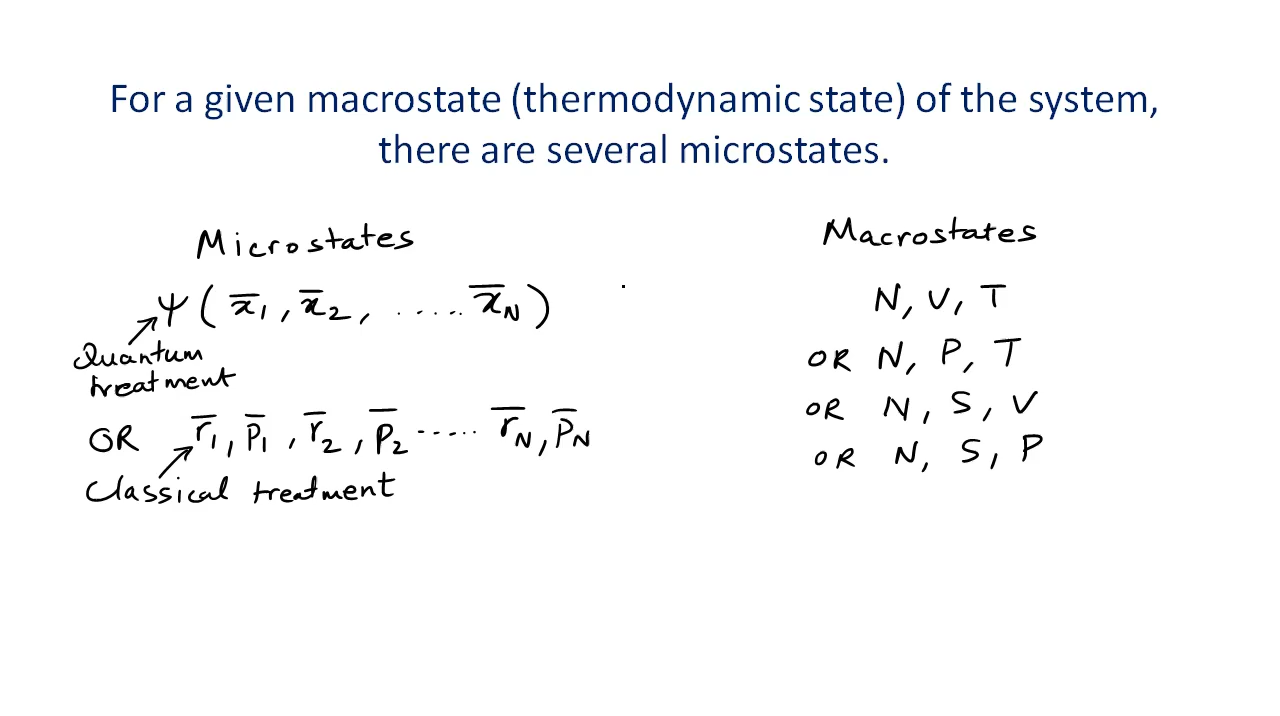 For a given macrostate (thermodynamic state) of the system,
there are several microstates.
Microstates
Ψ ( x̄1, x̄2, ...... x̄N )
Quantum
treatment
OR r̄1, p̄1, r̄2, p̄2 ...... r̄N, p̄N
Classical treatment
Macrostates
N, V, T
OR N, P, T
OR N, S, V
OR N, S, P